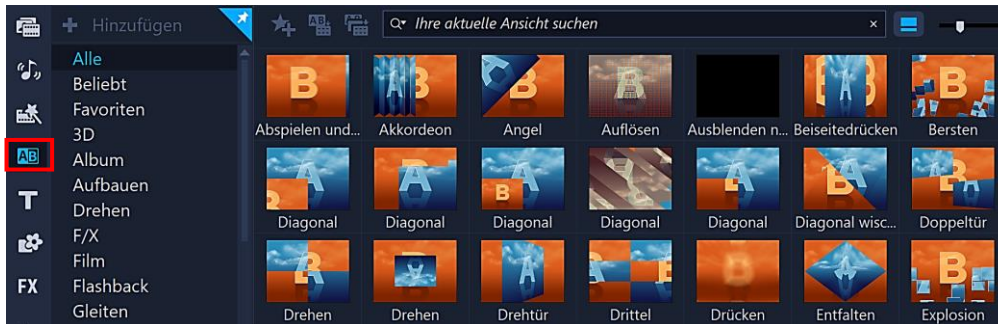 Hinzufügen
Ihre aktuelle Ansicht suchen
Alle
Beliebt
Favoriten
3D
Album
Aufbauen
Drehen
F/X
Film
Flashback
Gleiten
AB
T
FX
Abspielen und... Akkordeon Angel Auflösen Ausblenden n... Beiseitedrücken Bersten
Diagonal Diagonal Diagonal Diagonal Diagonal Diagonal wisc... Doppeltür
Drehen Drehen Drehtür Drittel Drücken Entfalten Explosion